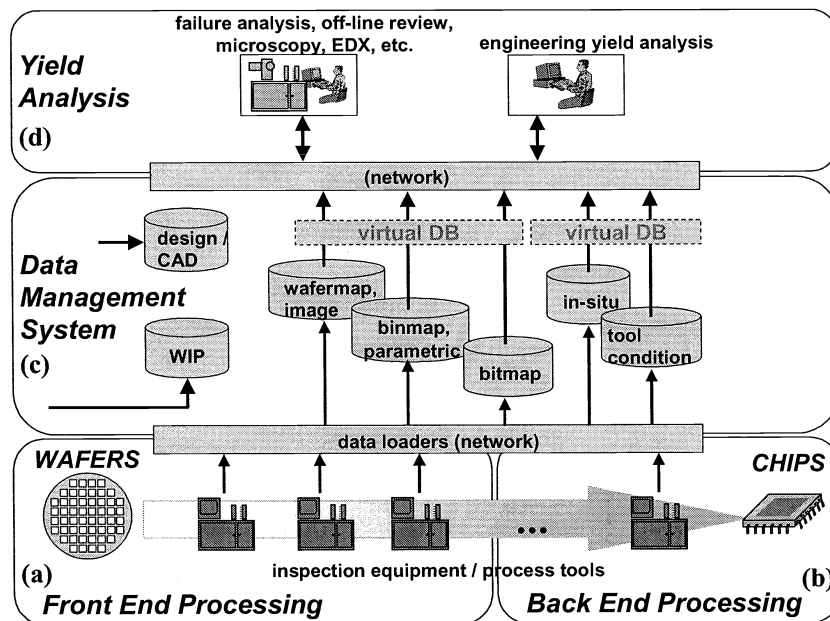 failure analysis, off-line review,
microscopy, EDX, etc.
engineering yield analysis
Yield
Analysis
(d)
(network)
virtual DB
virtual DB
design /
CAD
Data
Management
System
(c)
WIP
wafermap,
image
binmap,
parametric
bitmap
in-situ
tool
condition
data loaders (network)
WAFERS
CHIPS
...
(a)
(b)
inspection equipment / process tools
Front End Processing
Back End Processing